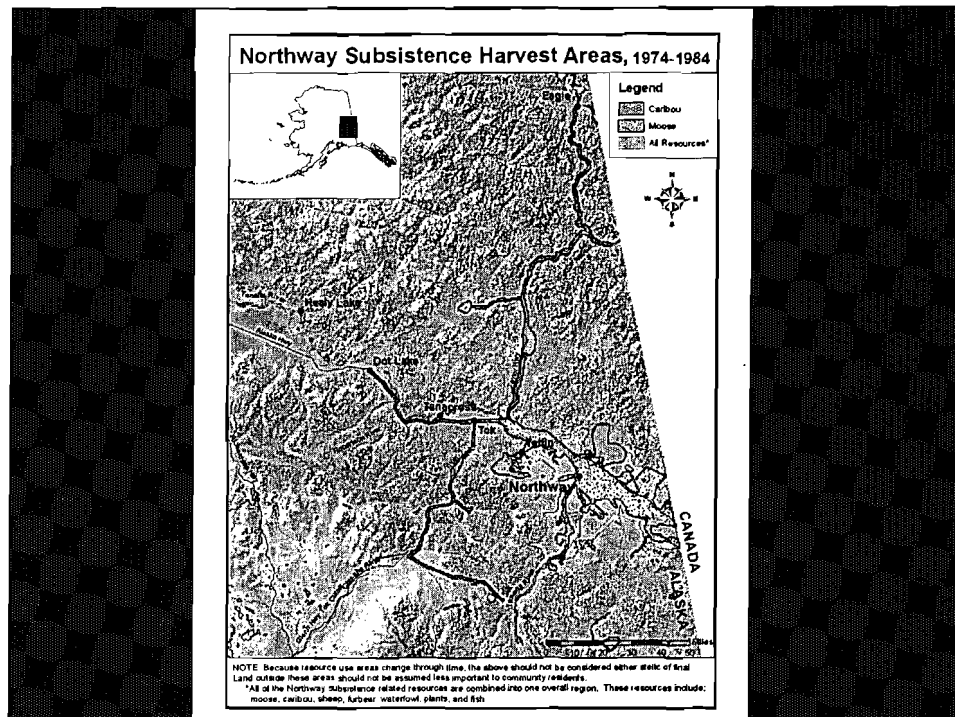 Northway Subsistence Harvest Areas, 1974-1984
Legend
Caribou
Moose
All Resources*
Eagle
N
W E
S
Healy Lake
Dot Lake
Tanacross
Tok
Tetlin
Northway
CANADA
ALASKA
NOTE Because resource use areas change through time, the above should not be considered either static of final
Land outside these areas should not be assumed less important to community residents.
*All of the Northway subsistence related resources are combined into one overall region. These resources include:
moose, caribou, sheep, furbear waterfowl, plants, and fish